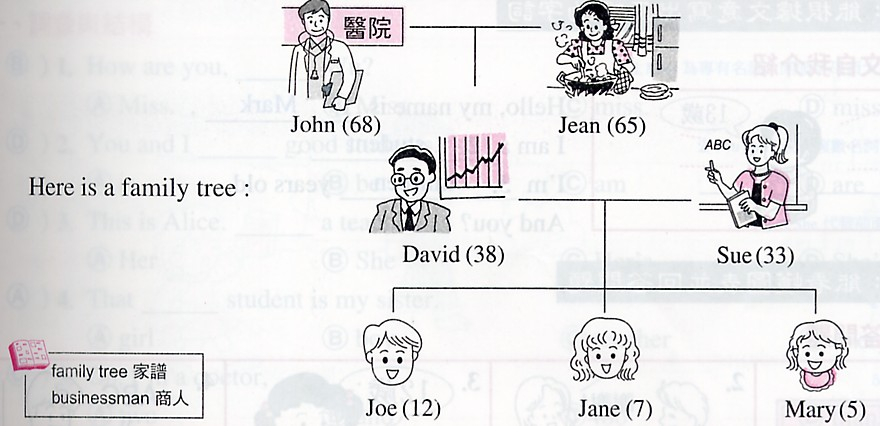 醫院
John (68)
Jean (65)
ABC
Here is a family tree :
David (38)
Sue (33)
family tree 家譜
businessman 商人
Joe (12)
Jane (7)
Mary (5)